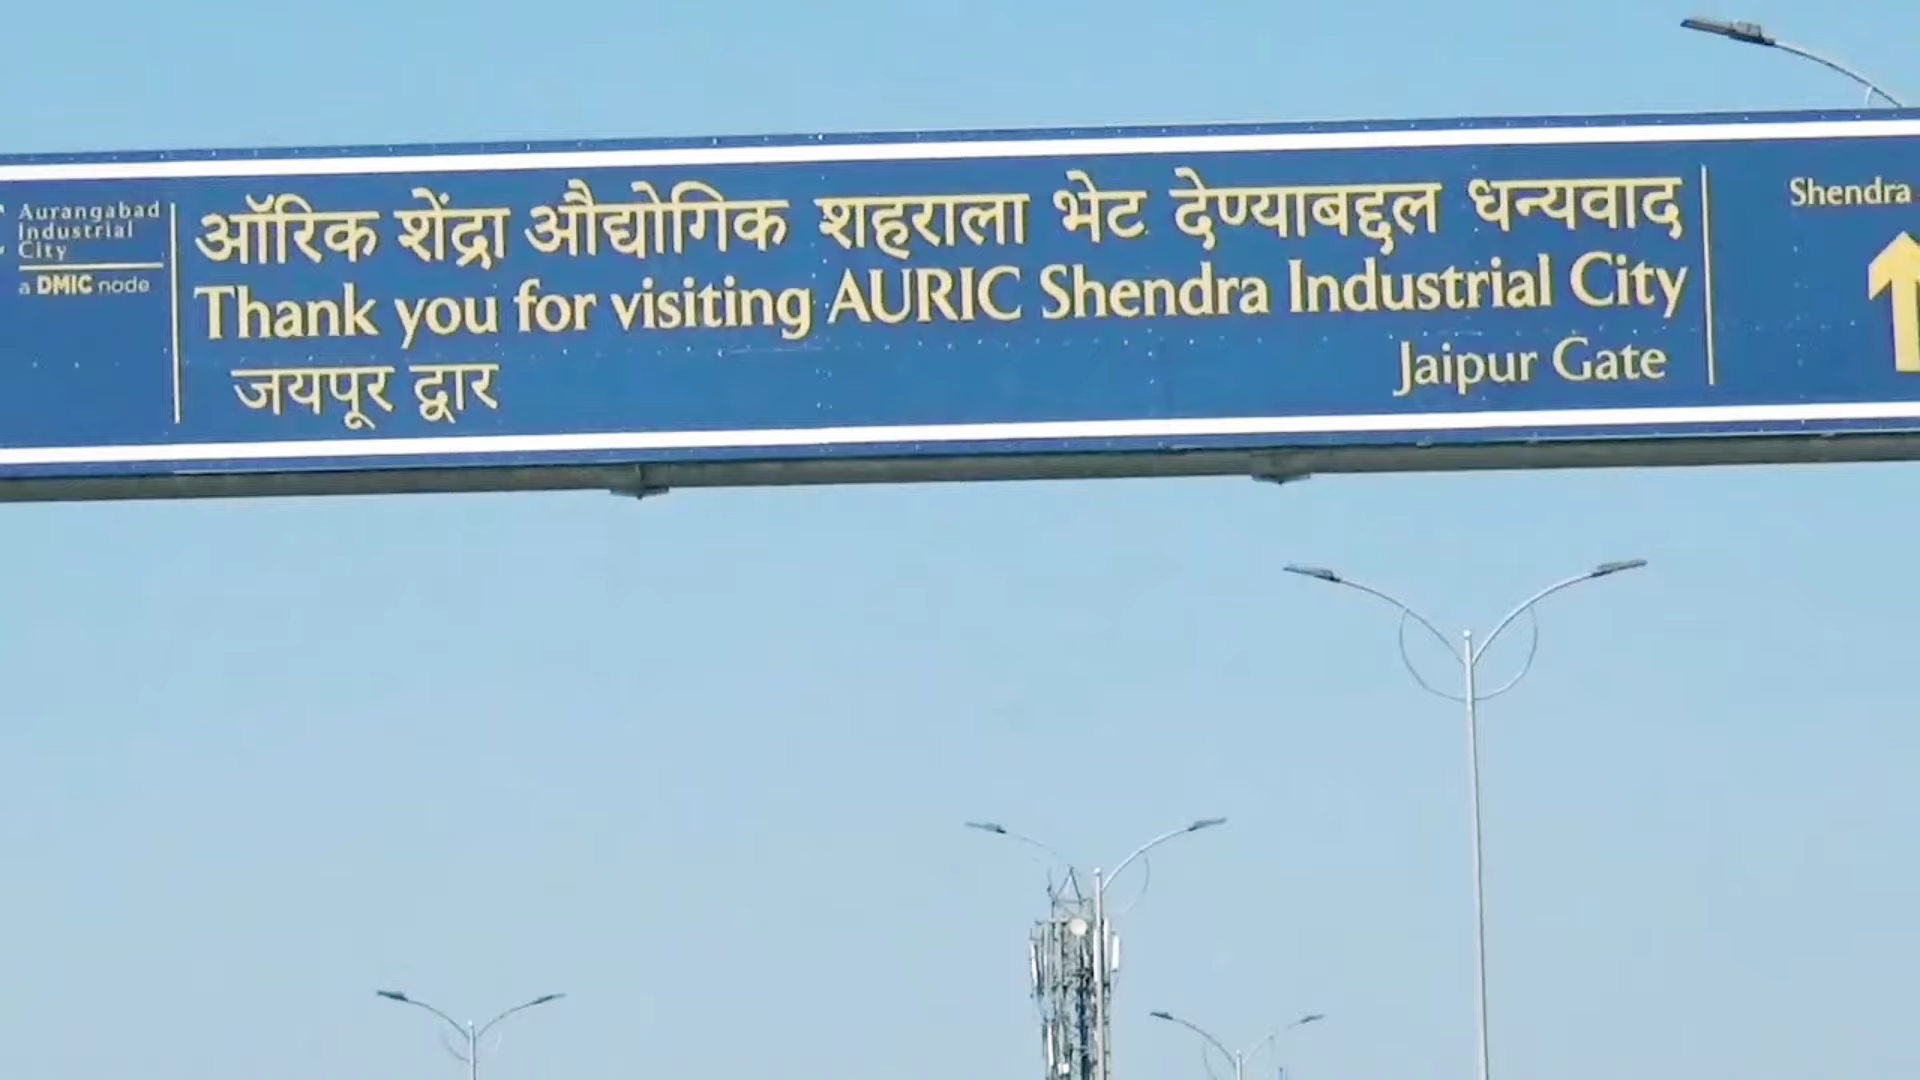 Aurangabad
Industrial
City
a DMIC node
ऑरिक शेंद्रा औद्योगिक शहराला भेट देण्याबद्दल धन्यवाद
Thank you for visiting AURIC Shendra Industrial City
जयपूर द्वार
Jaipur Gate
Shendra